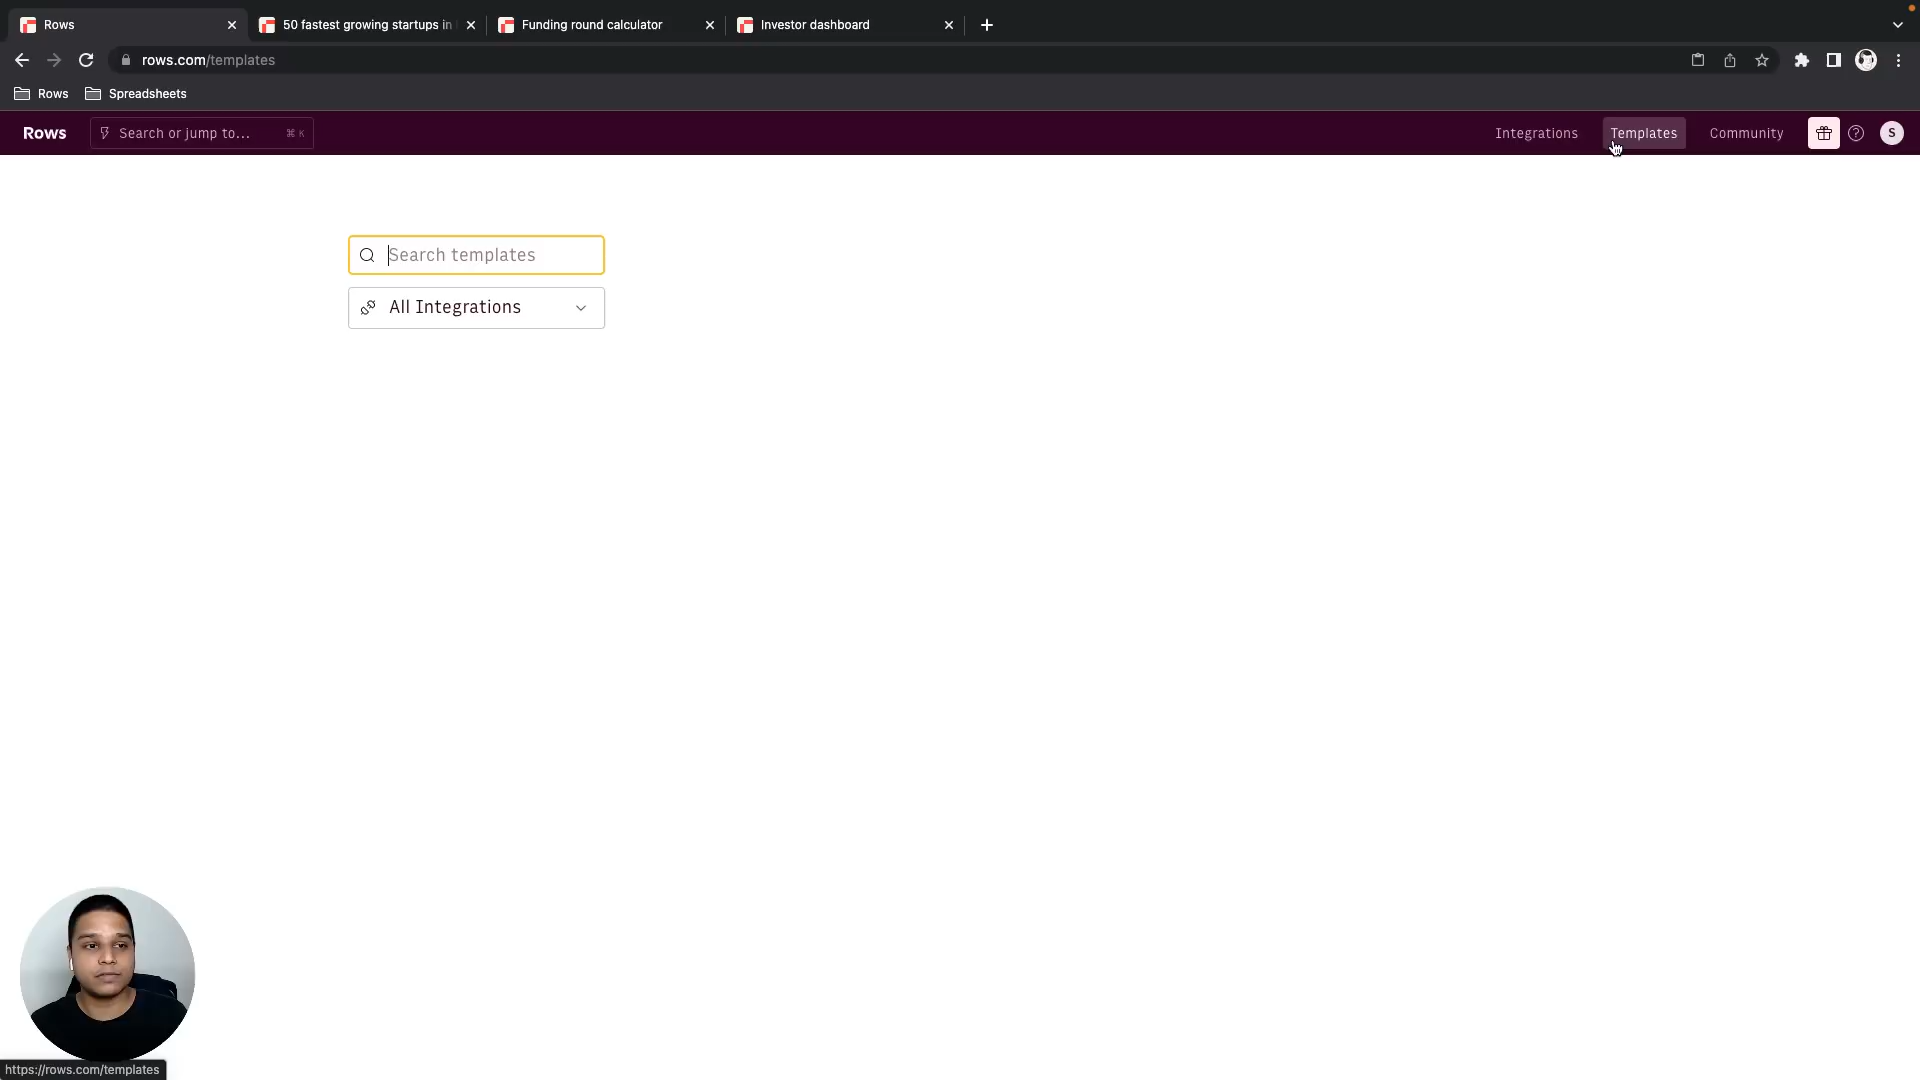 Rows
50 fastest growing startups in
Funding round calculator
Investor dashboard
rows.com/templates
Rows
Spreadsheets
Rows
Search or jump to...
⌘ K
Integrations
Templates
Community
?
S
Search templates
All Integrations
https://rows.com/templates